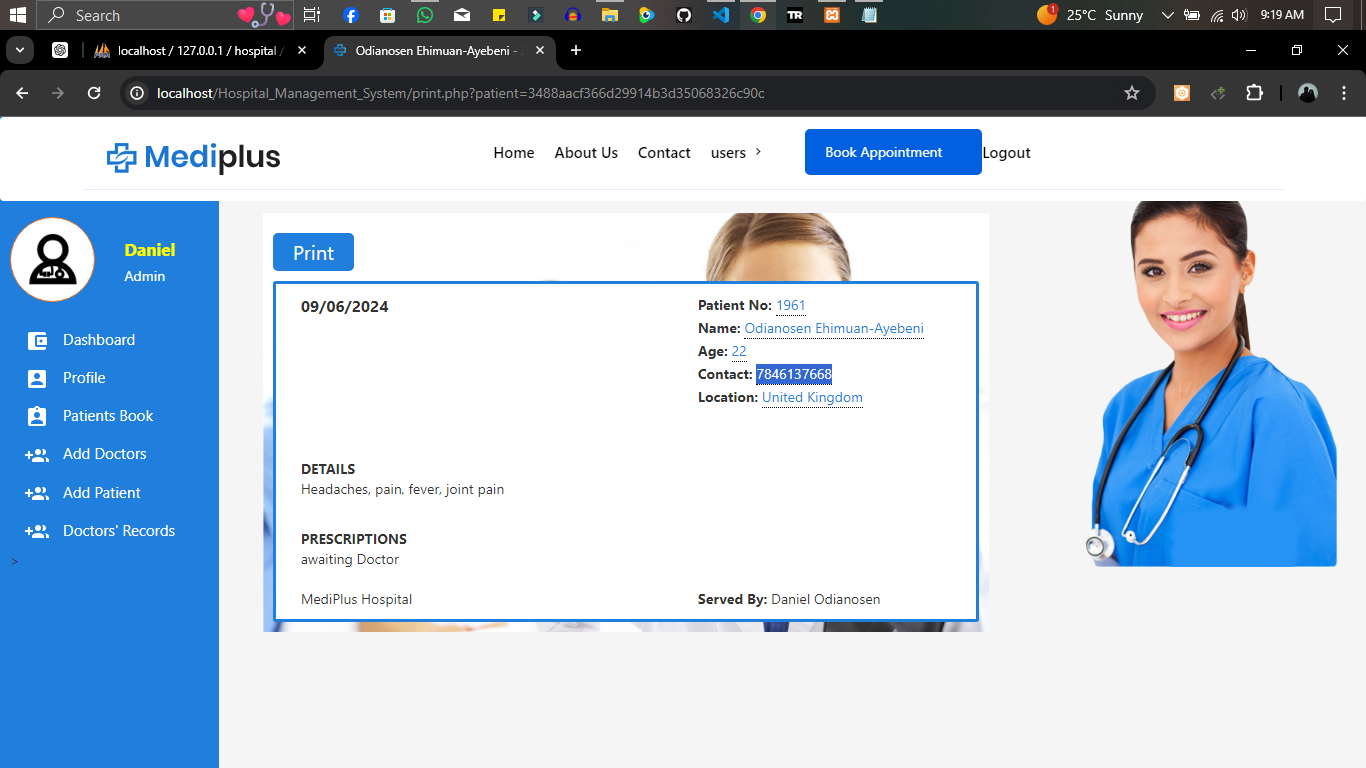 Search
25°C Sunny
9:19 AM
localhost / 127.0.0.1 / hospital /
Odianosen Ehimuan-Ayebeni -
localhost/Hospital_Management_System/print.php?patient=3488aacf366d29914b3d35068326c90c
Mediplus
Home
About Us
Contact
users
Book Appointment
Logout
Daniel
Admin
Dashboard
Profile
Patients Book
Add Doctors
Add Patient
Doctors' Records
>
Print
09/06/2024
Patient No: 1961
Name: Odianosen Ehimuan-Ayebeni
Age: 22
Contact: 7846137668
Location: United Kingdom
DETAILS
Headaches, pain, fever, joint pain
PRESCRIPTIONS
awaiting Doctor
MediPlus Hospital
Served By: Daniel Odianosen
TR
1